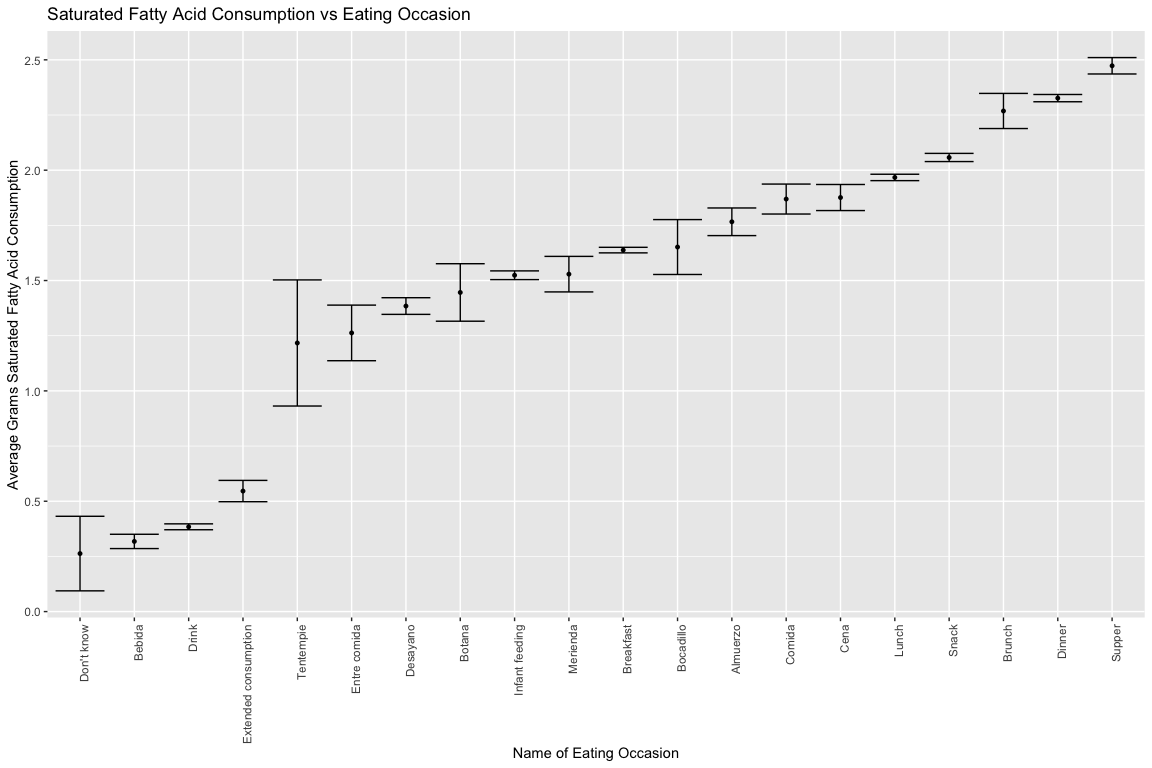 Saturated Fatty Acid Consumption vs Eating Occasion
Average Grams Saturated Fatty Acid Consumption
2.5
2.0
1.5
1.0
0.5
0.0
Don't know
Bebida
Drink
Extended consumption
Tentempie
Entre comida
Desayano
Botana
Infant feeding
Merienda
Breakfast
Bocadillo
Almuerzo
Comida
Cena
Lunch
Snack
Brunch
Dinner
Supper
Name of Eating Occasion